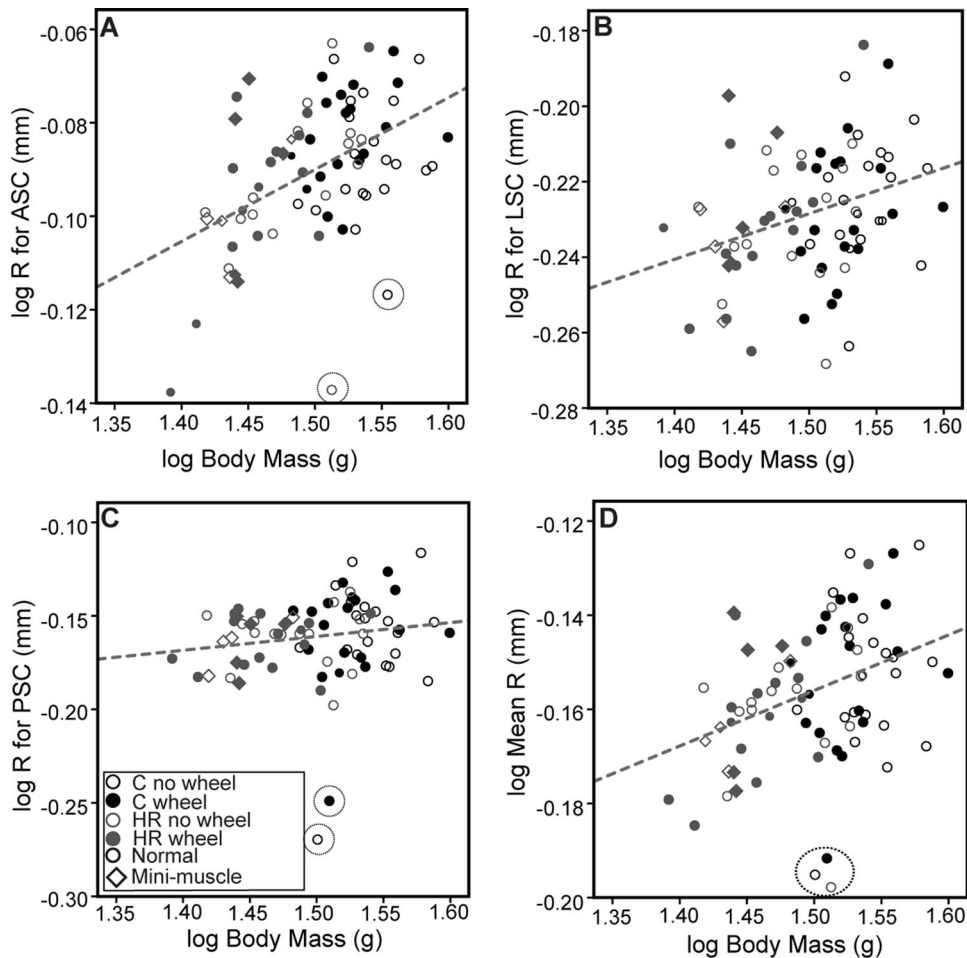 A
log R for ASC (mm)
-0.06
-0.08
-0.10
-0.12
-0.14
1.35 1.40 1.45 1.50 1.55 1.60
log Body Mass (g)
B
log R for LSC (mm)
-0.18
-0.20
-0.22
-0.24
-0.26
-0.28
1.35 1.40 1.45 1.50 1.55 1.60
log Body Mass (g)
C
log R for PSC (mm)
-0.10
-0.15
-0.20
-0.25
-0.30
C no wheel
C wheel
HR no wheel
HR wheel
Normal
Mini-muscle
1.35 1.40 1.45 1.50 1.55 1.60
log Body Mass (g)
D
log Mean R (mm)
-0.12
-0.14
-0.16
-0.18
-0.20
1.35 1.40 1.45 1.50 1.55 1.60
log Body Mass (g)